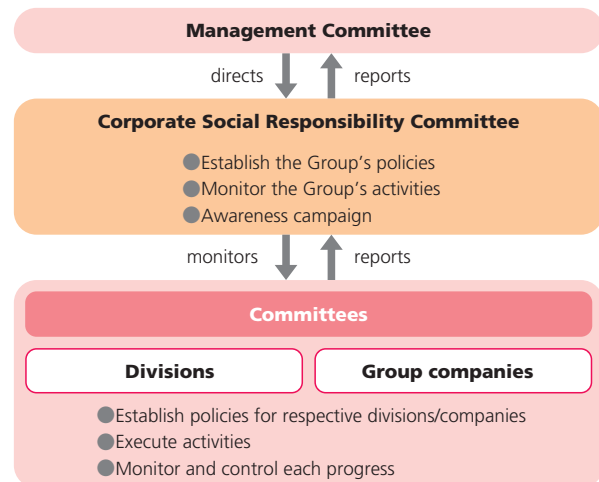 Management Committee
directs reports
Corporate Social Responsibility Committee
●Establish the Group's policies
●Monitor the Group's activities
●Awareness campaign
monitors reports
Committees
Divisions Group companies
●Establish policies for respective divisions/companies
●Execute activities
●Monitor and control each progress